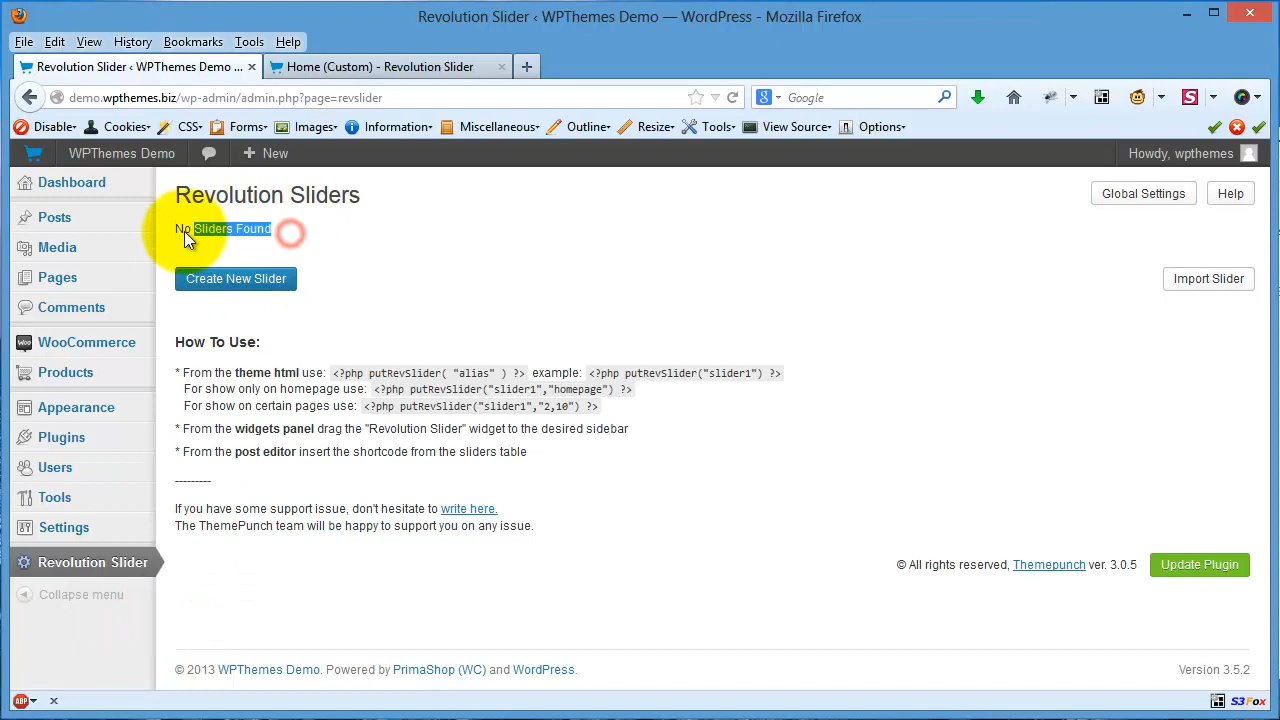 Revolution Slider ‹ WPThemes Demo — WordPress - Mozilla Firefox
File Edit View History Bookmarks Tools Help
Revolution Slider ‹ WPThemes Demo ... × Home (Custom) - Revolution Slider × +
demo.wpthemes.biz/wp-admin/admin.php?page=revslider Google
Disable Cookies CSS Forms Images Information Miscellaneous Outline Resize Tools View Source Options
WPThemes Demo + New Howdy, wpthemes
Dashboard
Posts
Media
Pages
Comments
WooCommerce
Products
Appearance
Plugins
Users
Tools
Settings
Revolution Slider
Collapse menu
Revolution Sliders
Global Settings Help
No Sliders Found
Create New Slider Import Slider
How To Use:
* From the theme html use: <?php putRevSlider( "alias" ) ?> example: <?php putRevSlider("slider1") ?>
For show only on homepage use: <?php putRevSlider("slider1","homepage") ?>
For show on certain pages use: <?php putRevSlider("slider1","2,10") ?>
* From the widgets panel drag the "Revolution Slider" widget to the desired sidebar
* From the post editor insert the shortcode from the sliders table
---------
If you have some support issue, don't hesitate to write here.
The ThemePunch team will be happy to support you on any issue.
© All rights reserved, Themepunch ver. 3.0.5 Update Plugin
© 2013 WPThemes Demo. Powered by PrimaShop (WC) and WordPress. Version 3.5.2
ABP × S3Fox